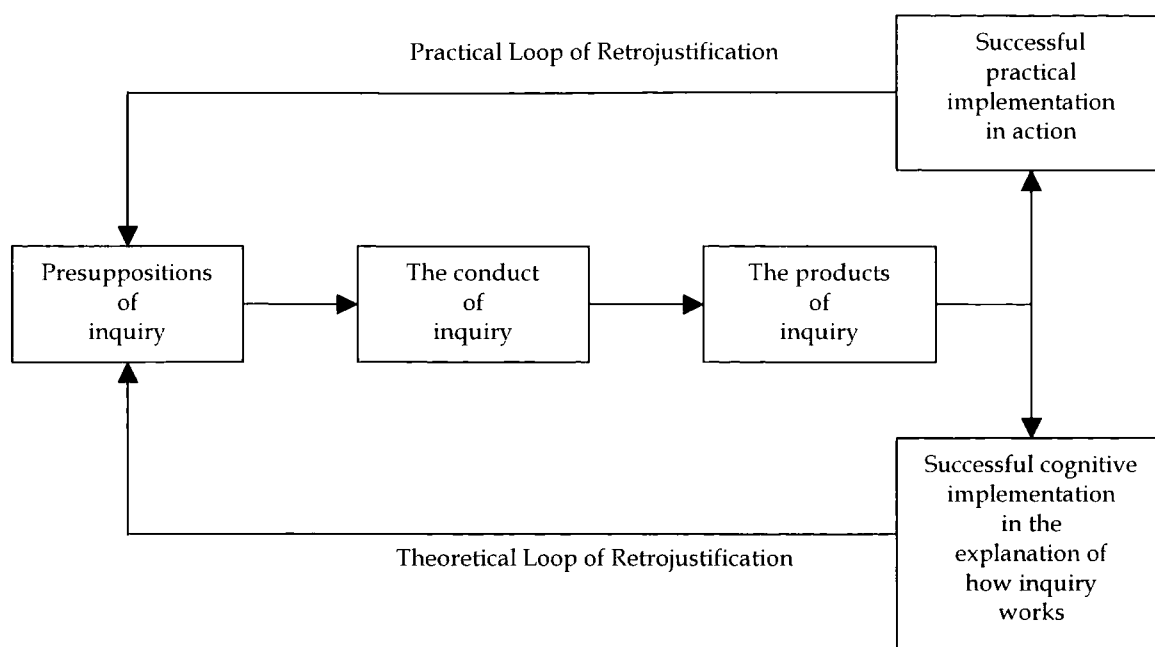 Practical Loop of Retrojustification
Successful
practical
implementation
in action
Presuppositions
of
inquiry
The conduct
of
inquiry
The products
of
inquiry
Theoretical Loop of Retrojustification
Successful cognitive
implementation
in the
explanation of
how inquiry
works